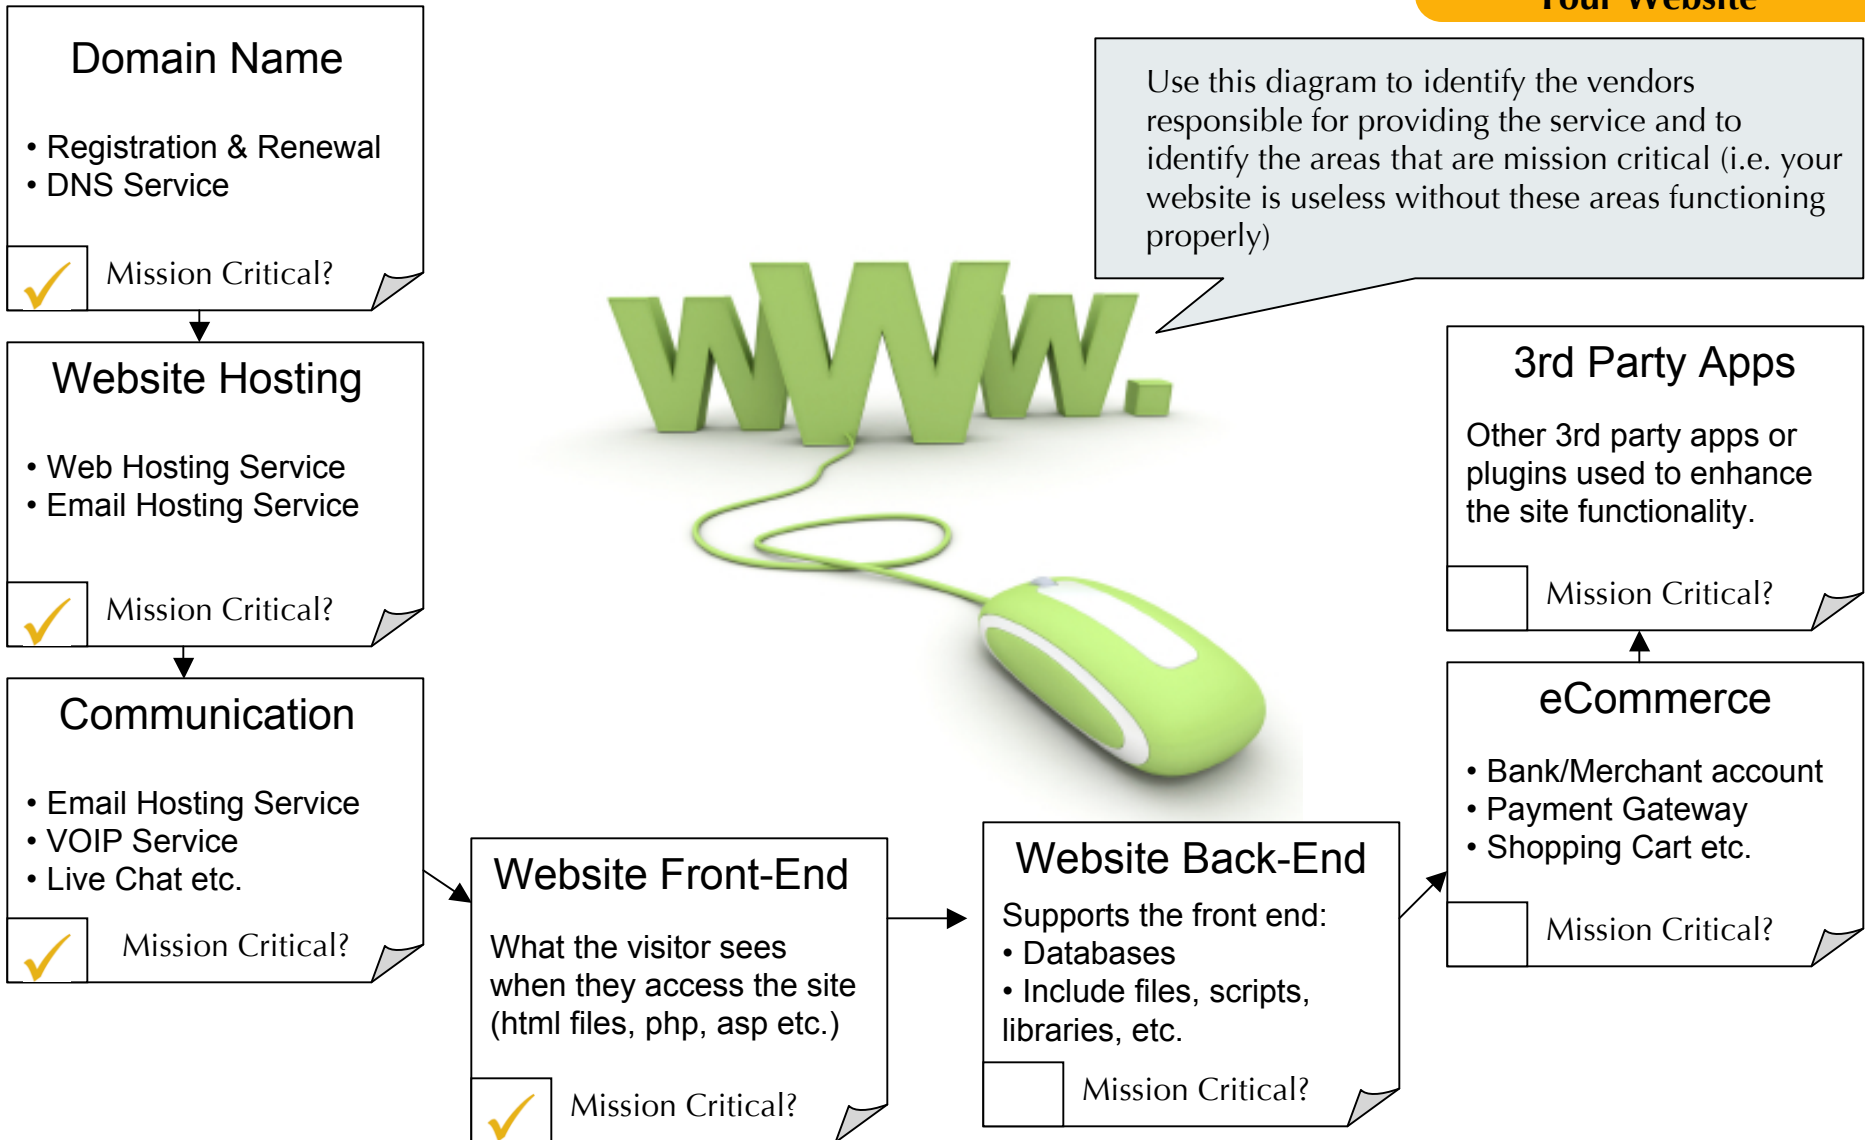 Your Website
Use this diagram to identify the vendors
responsible for providing the service and to
identify the areas that are mission critical (i.e. your
website is useless without these areas functioning
properly)
Domain Name
• Registration & Renewal
• DNS Service
Mission Critical?
Website Hosting
• Web Hosting Service
• Email Hosting Service
Mission Critical?
Communication
• Email Hosting Service
• VOIP Service
• Live Chat etc.
Mission Critical?
Website Front-End
What the visitor sees
when they access the site
(html files, php, asp etc.)
Mission Critical?
Website Back-End
Supports the front end:
• Databases
• Include files, scripts,
libraries, etc.
Mission Critical?
eCommerce
• Bank/Merchant account
• Payment Gateway
• Shopping Cart etc.
Mission Critical?
3rd Party Apps
Other 3rd party apps or
plugins used to enhance
the site functionality.
Mission Critical?
www.